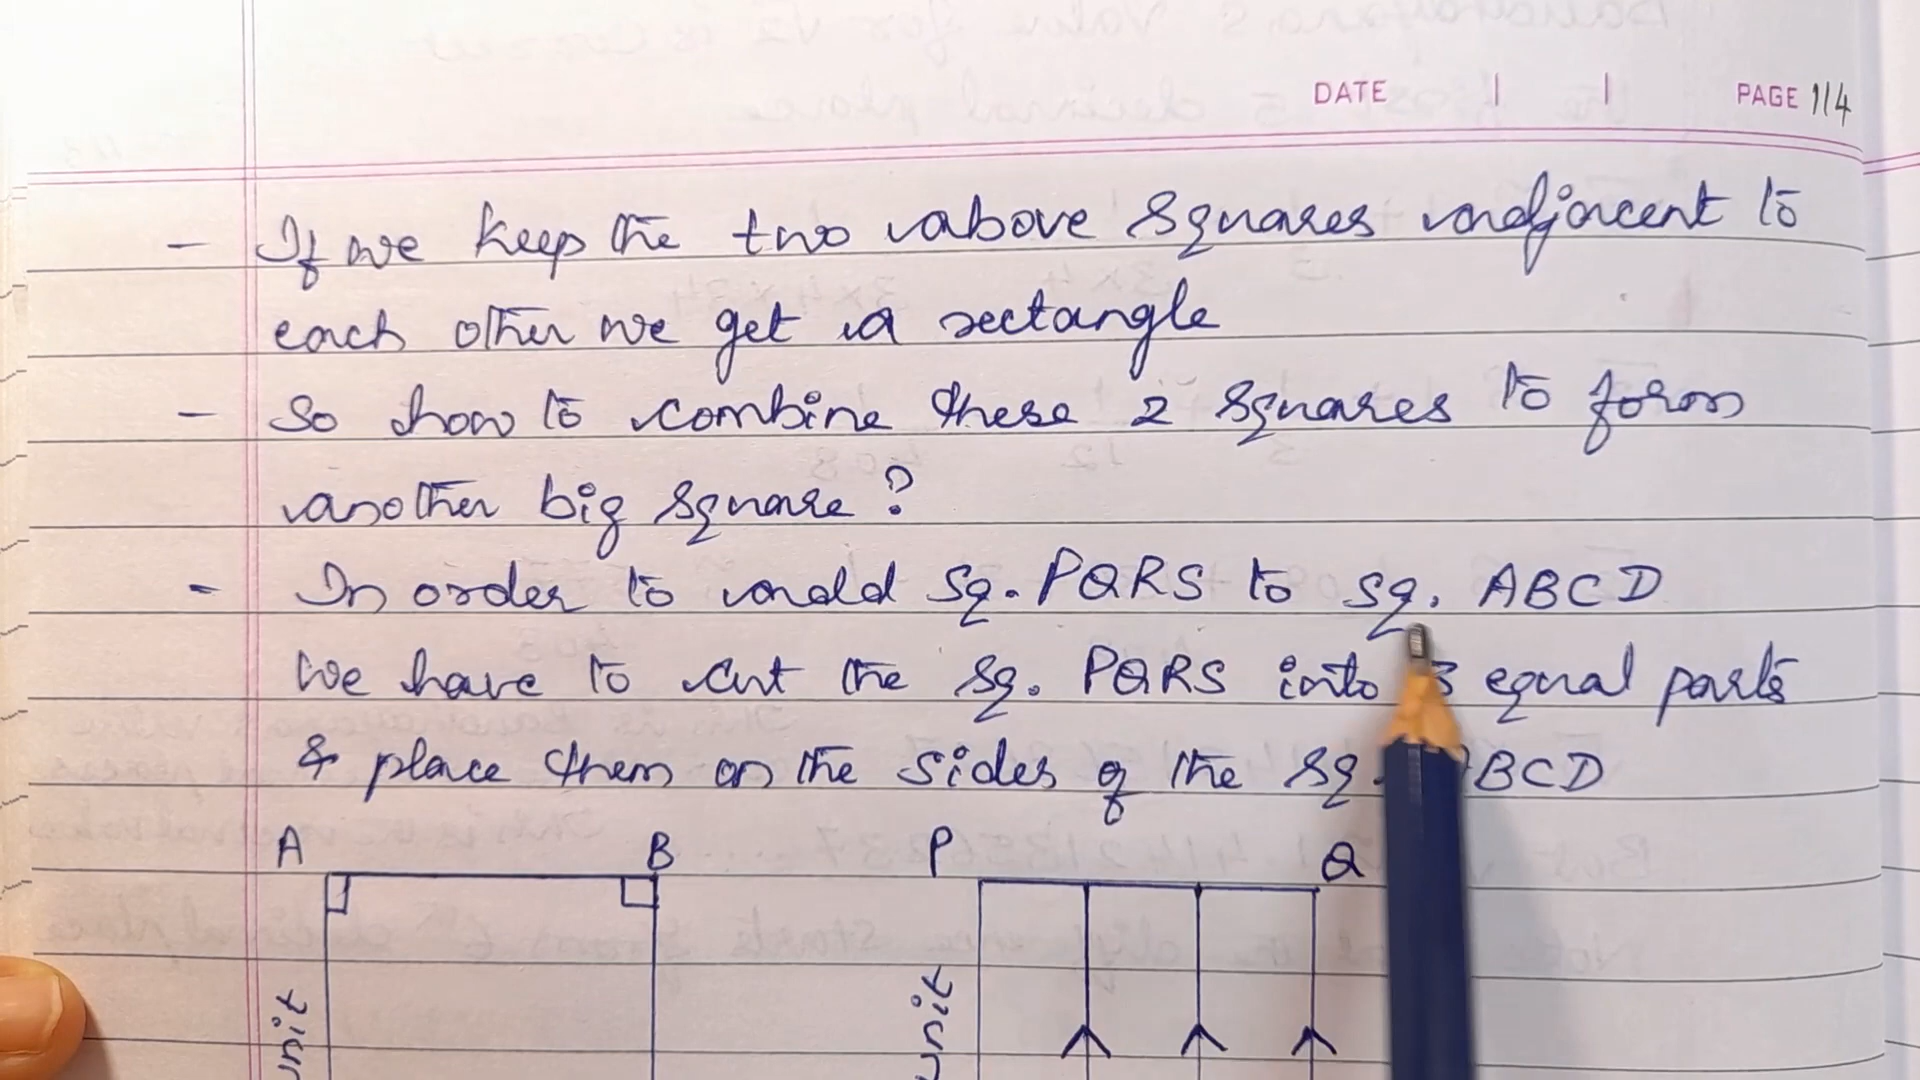 DATE | | PAGE 114
- If we keep the two above squares adjacent to
each other we get a rectangle
- So how to combine these 2 squares to form
another big square?
- In order to add sq. PQRS to sq. ABCD
We have to cut the sq. PQRS into 3 equal parts
& place them on the sides of the sq. ABCD
A B P Q
unit unit